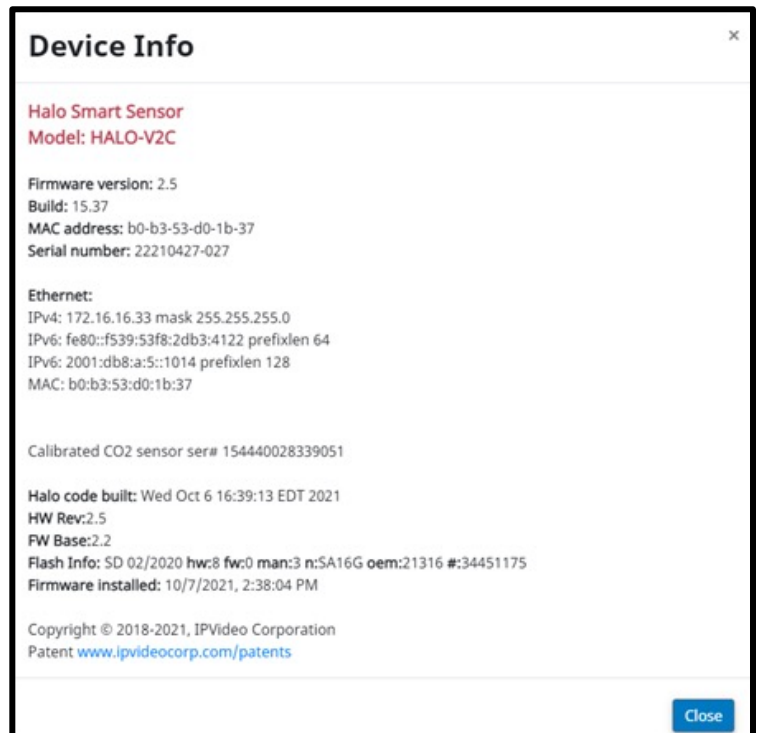 Device Info
×
Halo Smart Sensor
Model: HALO-V2C
Firmware version: 2.5
Build: 15.37
MAC address: b0-b3-53-d0-1b-37
Serial number: 22210427-027
Ethernet:
IPv4: 172.16.16.33 mask 255.255.255.0
IPv6: fe80::f539:53f8:2db3:4122 prefixlen 64
IPv6: 2001:db8:a:5::1014 prefixlen 128
MAC: b0:b3:53:d0:1b:37
Calibrated CO2 sensor ser# 154440028339051
Halo code built: Wed Oct 6 16:39:13 EDT 2021
HW Rev:2.5
FW Base:2.2
Flash Info: SD 02/2020 hw:8 fw:0 man:3 n:SA16G oem:21316 #:34451175
Firmware installed: 10/7/2021, 2:38:04 PM
Copyright © 2018-2021, IPVideo Corporation
Patent www.ipvideocorp.com/patents
Close